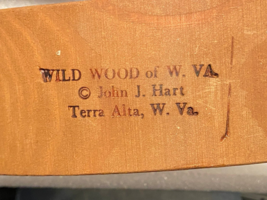 WILD WOOD of W. VA.
© John J. Hart
Terra Alta, W. Va.